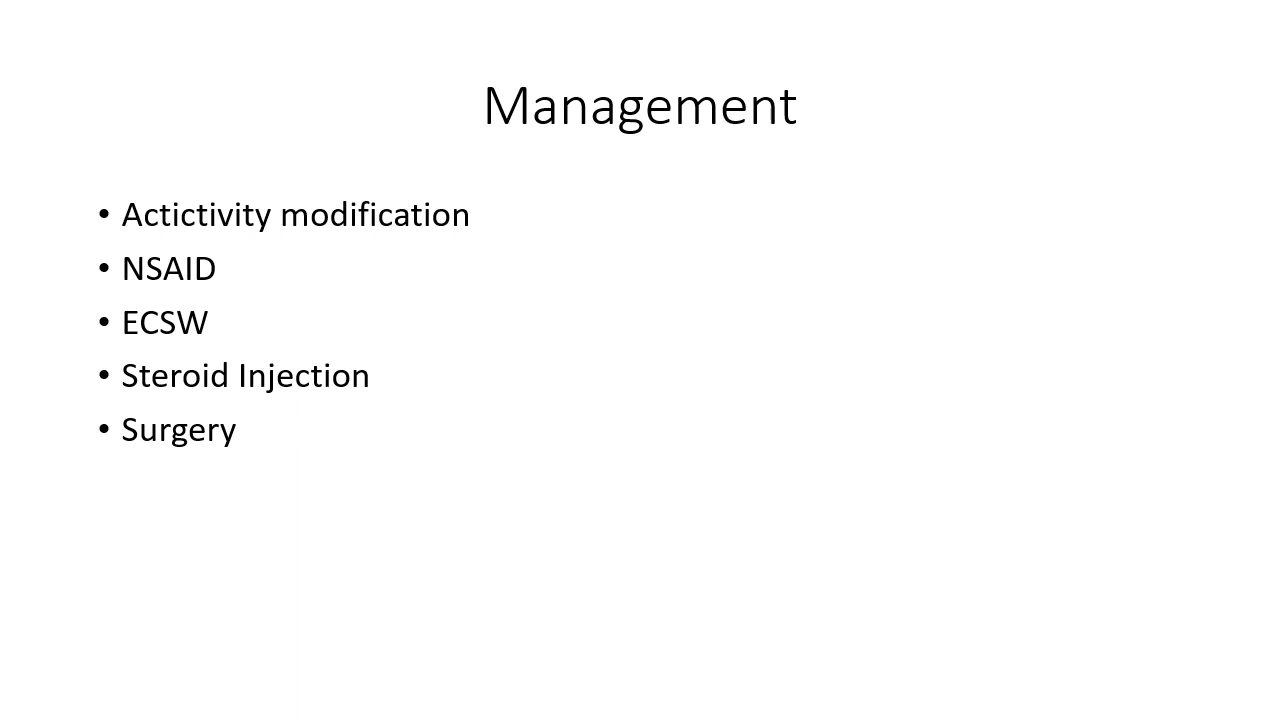 Management
• Actictivity modification
• NSAID
• ECSW
• Steroid Injection
• Surgery